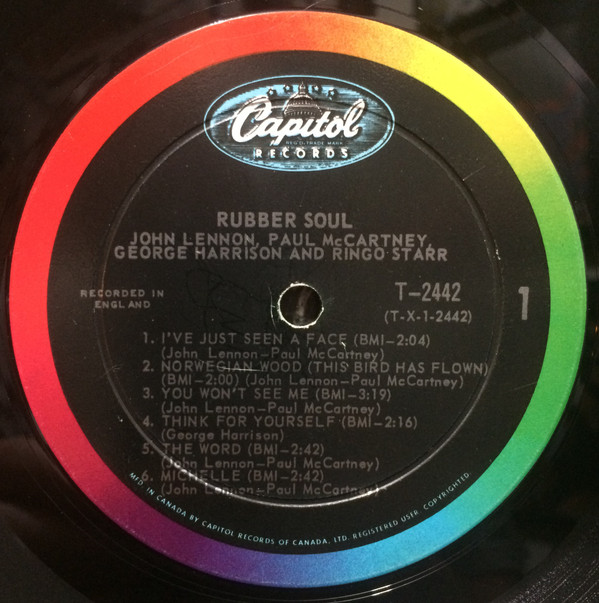 Capitol
REG'D. TRADE MARK
RECORDS
RUBBER SOUL
JOHN LENNON, PAUL McCARTNEY,
GEORGE HARRISON AND RINGO STARR
RECORDED IN
ENGLAND
T-2442
(T-X-1-2442)
1
1. I'VE JUST SEEN A FACE (BMI-2:04)
(John Lennon-Paul McCartney)
2. NORWEGIAN WOOD (THIS BIRD HAS FLOWN)
(BMI-2:00) (John Lennon-Paul McCartney)
3. YOU WON'T SEE ME (BMI-3:19)
(John Lennon-Paul McCartney)
4. THINK FOR YOURSELF (BMI-2:16)
(George Harrison)
5. THE WORD (BMI-2:42)
(John Lennon-Paul McCartney)
6. MICHELLE (BMI-2:42)
(John Lennon-Paul McCartney)
MFD. IN CANADA BY CAPITOL RECORDS OF CANADA, LTD. REGISTERED USER. COPYRIGHTED